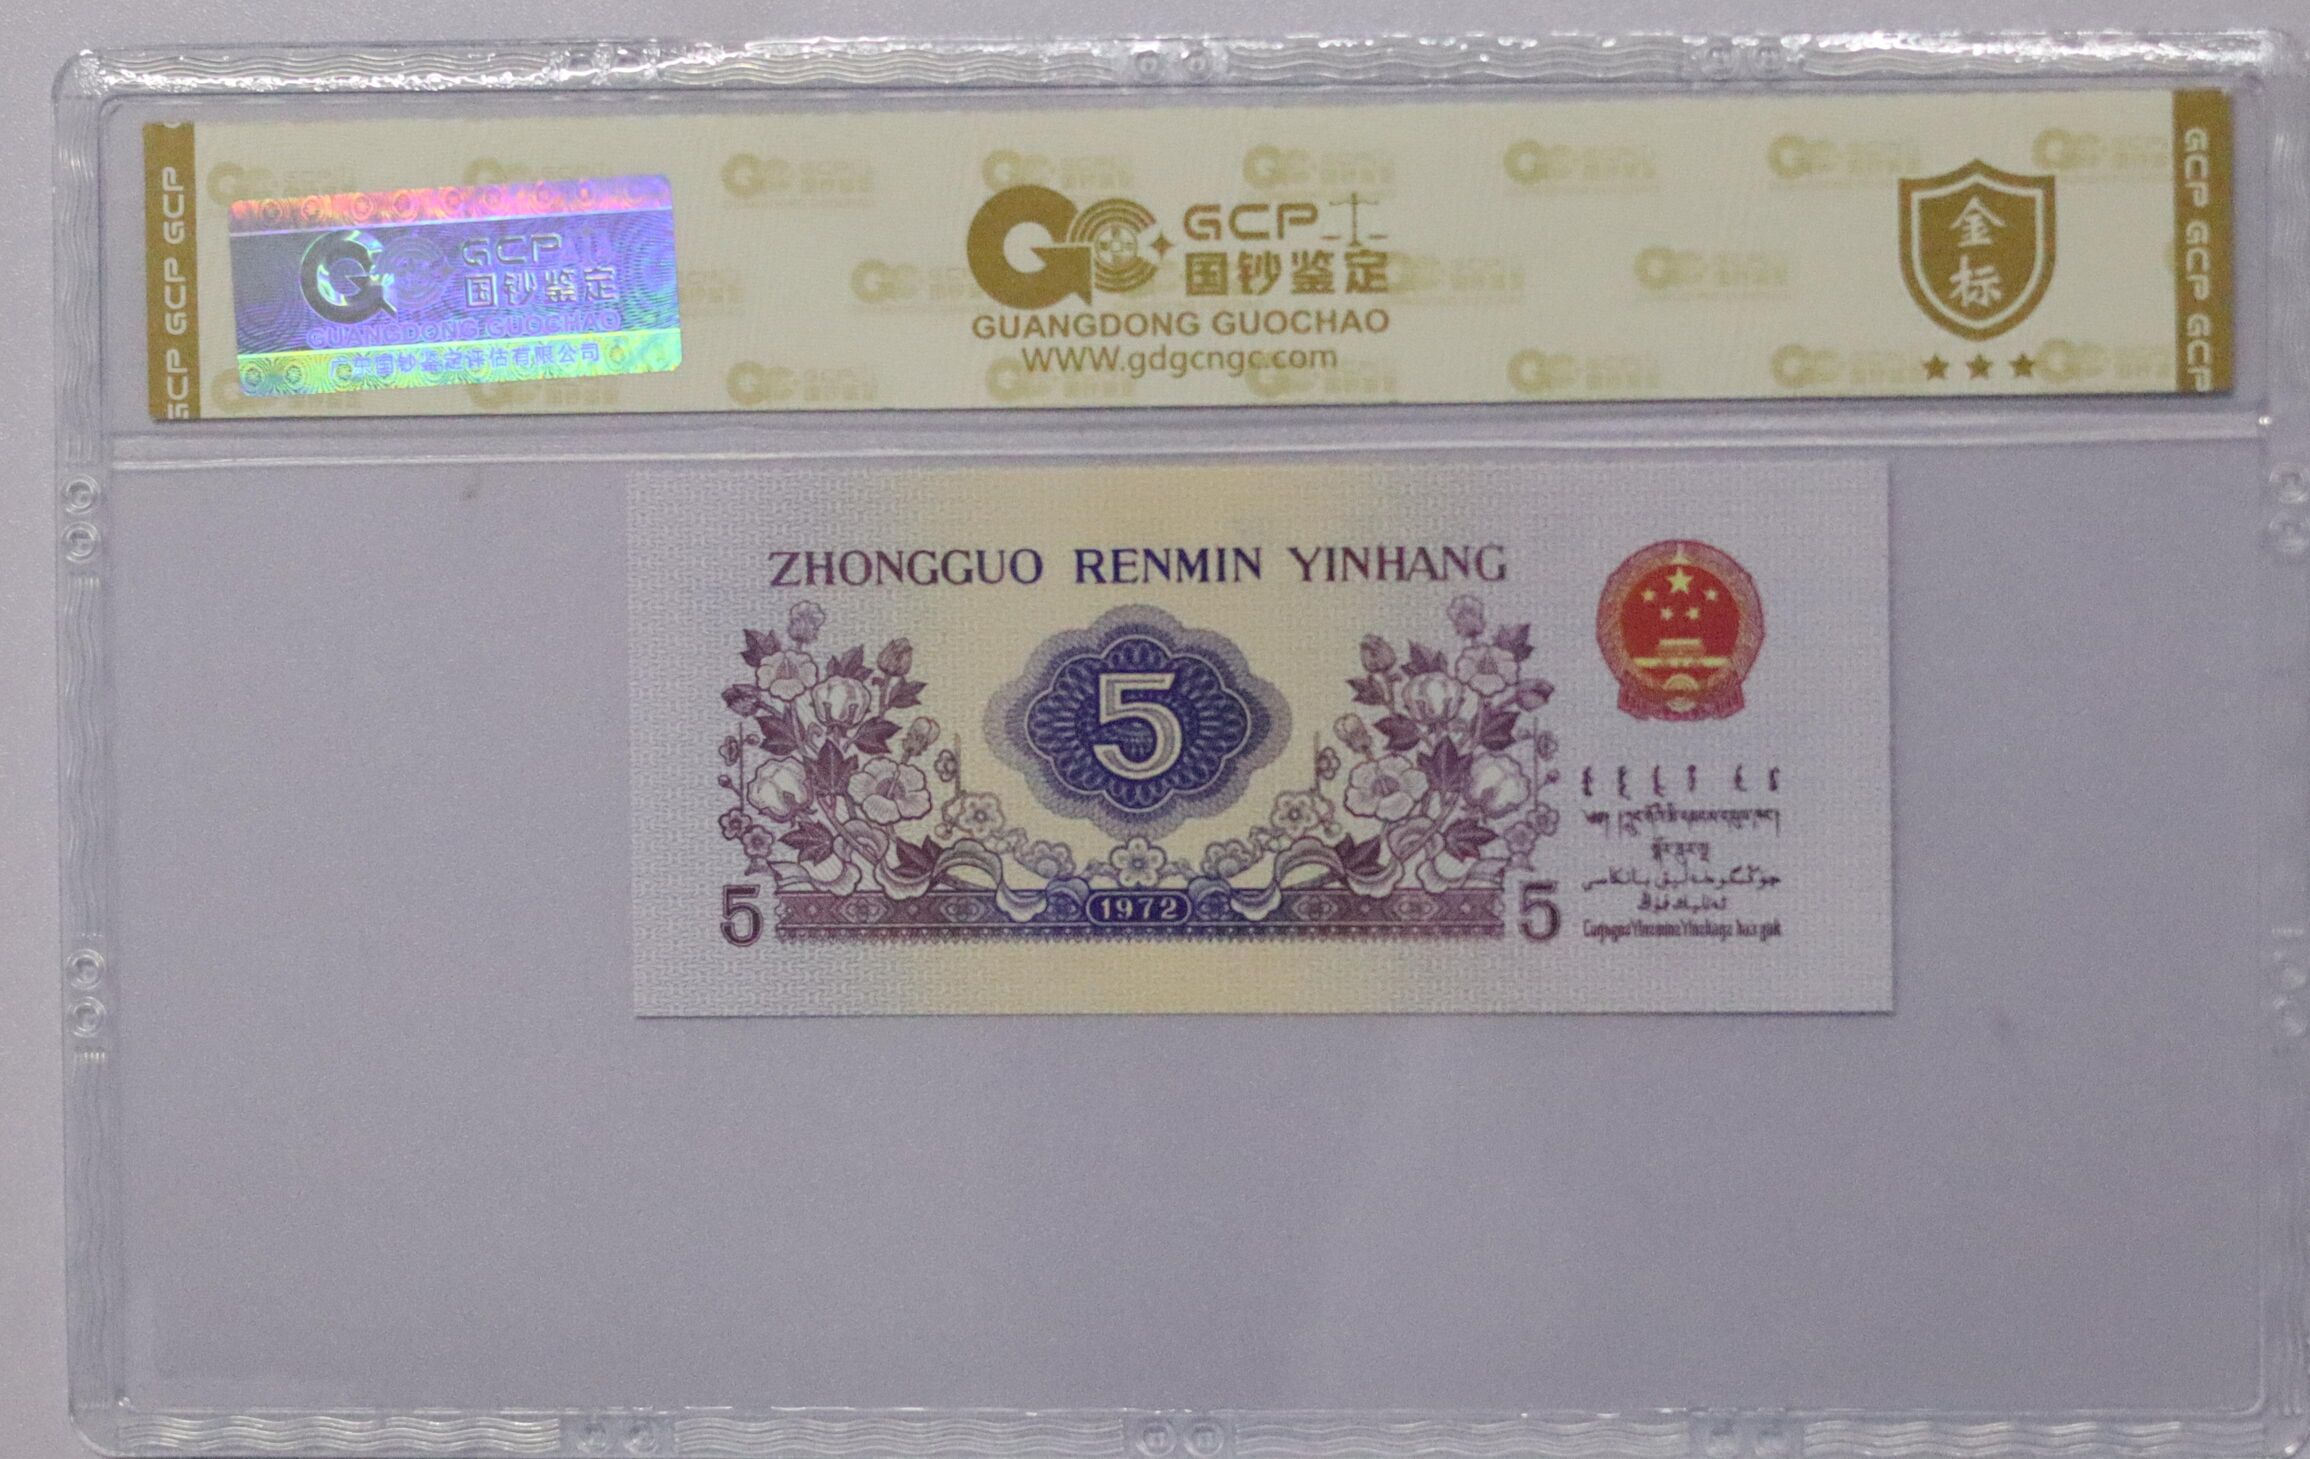 GCP GCP GCP
GCP
国钞鉴定
GUANGDONG GUOCHAO
广东国钞鉴定评估有限公司
GCP
国钞鉴定
GUANGDONG GUOCHAO
WWW.gdgcngc.com
金
标
GCP GCP GCP
ZHONGGUO RENMIN YINHANG
5
5
1972
5